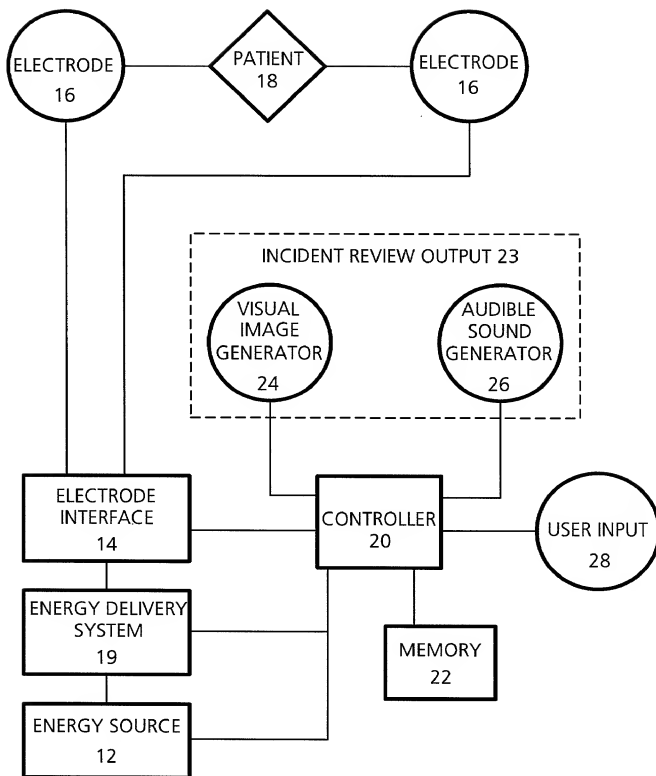 ELECTRODE
16
PATIENT
18
ELECTRODE
16
INCIDENT REVIEW OUTPUT 23
VISUAL
IMAGE
GENERATOR
24
AUDIBLE
SOUND
GENERATOR
26
ELECTRODE
INTERFACE
14
CONTROLLER
20
USER INPUT
28
ENERGY DELIVERY
SYSTEM
19
MEMORY
22
ENERGY SOURCE
12